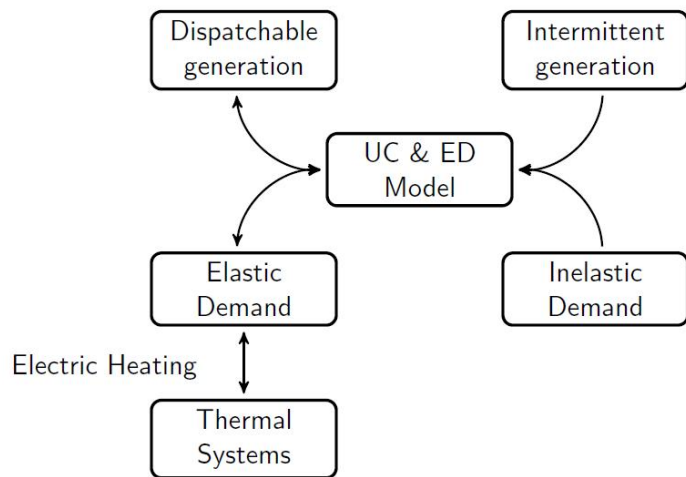 Dispatchable
generation
Intermittent
generation
UC & ED
Model
Elastic
Demand
Inelastic
Demand
Electric Heating
Thermal
Systems